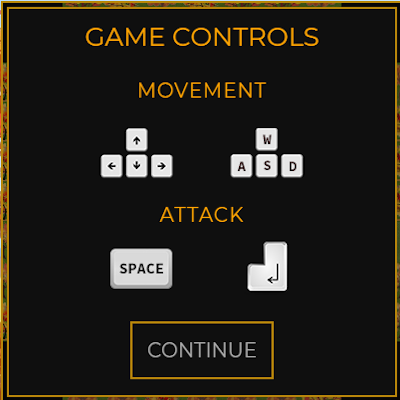 GAME CONTROLS
MOVEMENT
↑ W
← ↓ → A S D
ATTACK
SPACE ↵
CONTINUE